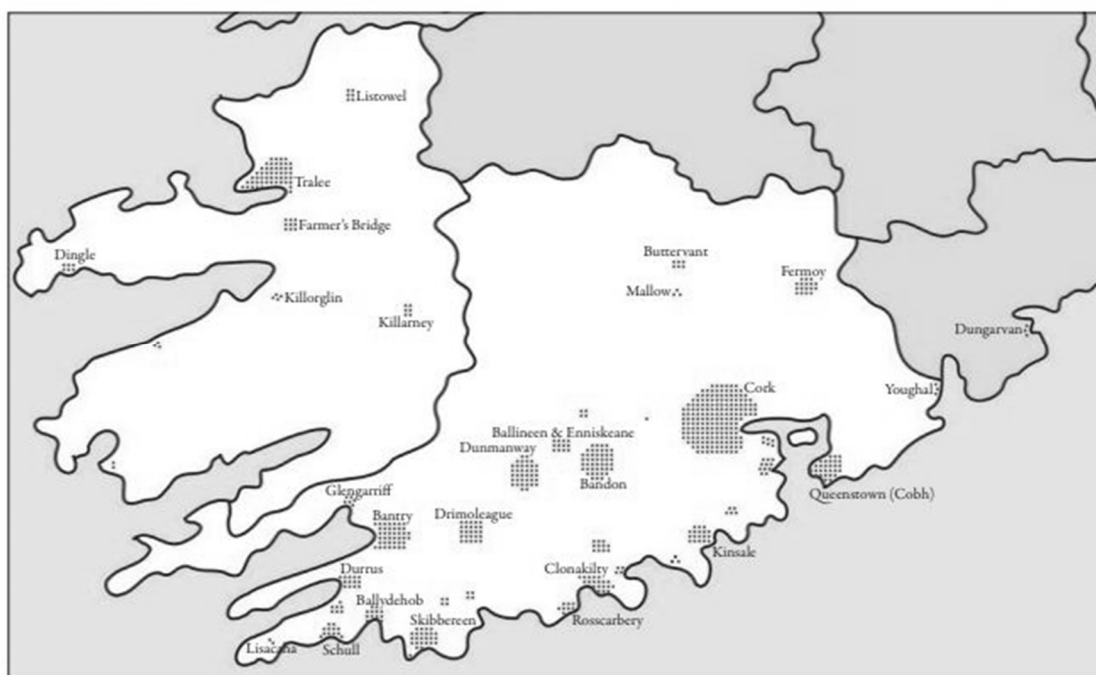 Listowel
Tralee
Farmer's Bridge
Dingle
Buttervant
Fermoy
Killorglin
Mallow
Killarney
Dungarvan
Cork
Youghal
Ballineen & Enniskeane
Dunmanway
Bandon
Glengarriff
Queenstown (Cobh)
Bantry
Drimoleague
Kinsale
Durrus
Clonakilty
Ballydehob
Skibbereen
Rosscarbery
Schull